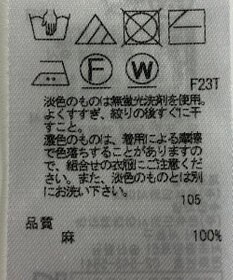 F
W
F23T
淡色のものは無蛍光洗剤を使用。
よくすすぎ、絞りの後すぐに干
すこと。
濃色のものは、着用による摩擦
で色落ちすることがありますの
で、組合せの衣服にご注意くだ
さい。また、淡色のものとは別
にお洗い下さい。
105
品質
麻 100%